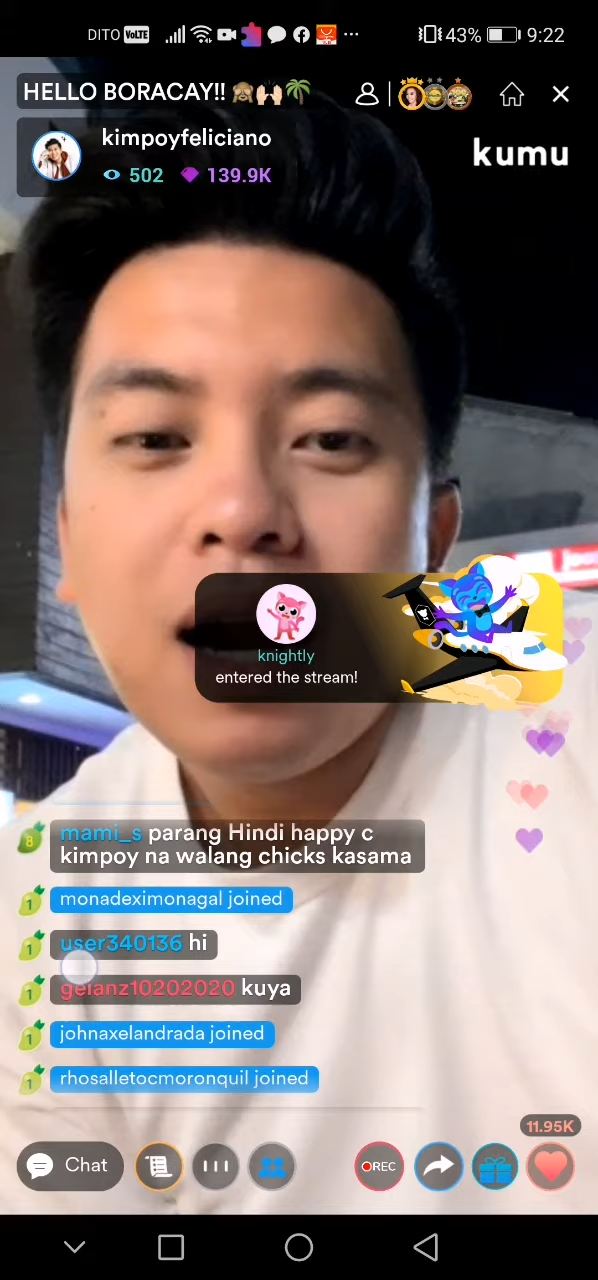 DITO VoLTE 43% 9:22
HELLO BORACAY!! 🙈🙌🏻🌴
kimpoyfeliciano
502 139.9K
kumu
knightly
entered the stream!
8 mami_s parang Hindi happy c
kimpoy na walang chicks kasama
1 monadeximonagal joined
1 user340136 hi
1 gelanz10202020 kuya
1 johnaxelandrada joined
1 rhosalletocmoronquil joined
11.95K
Chat
REC